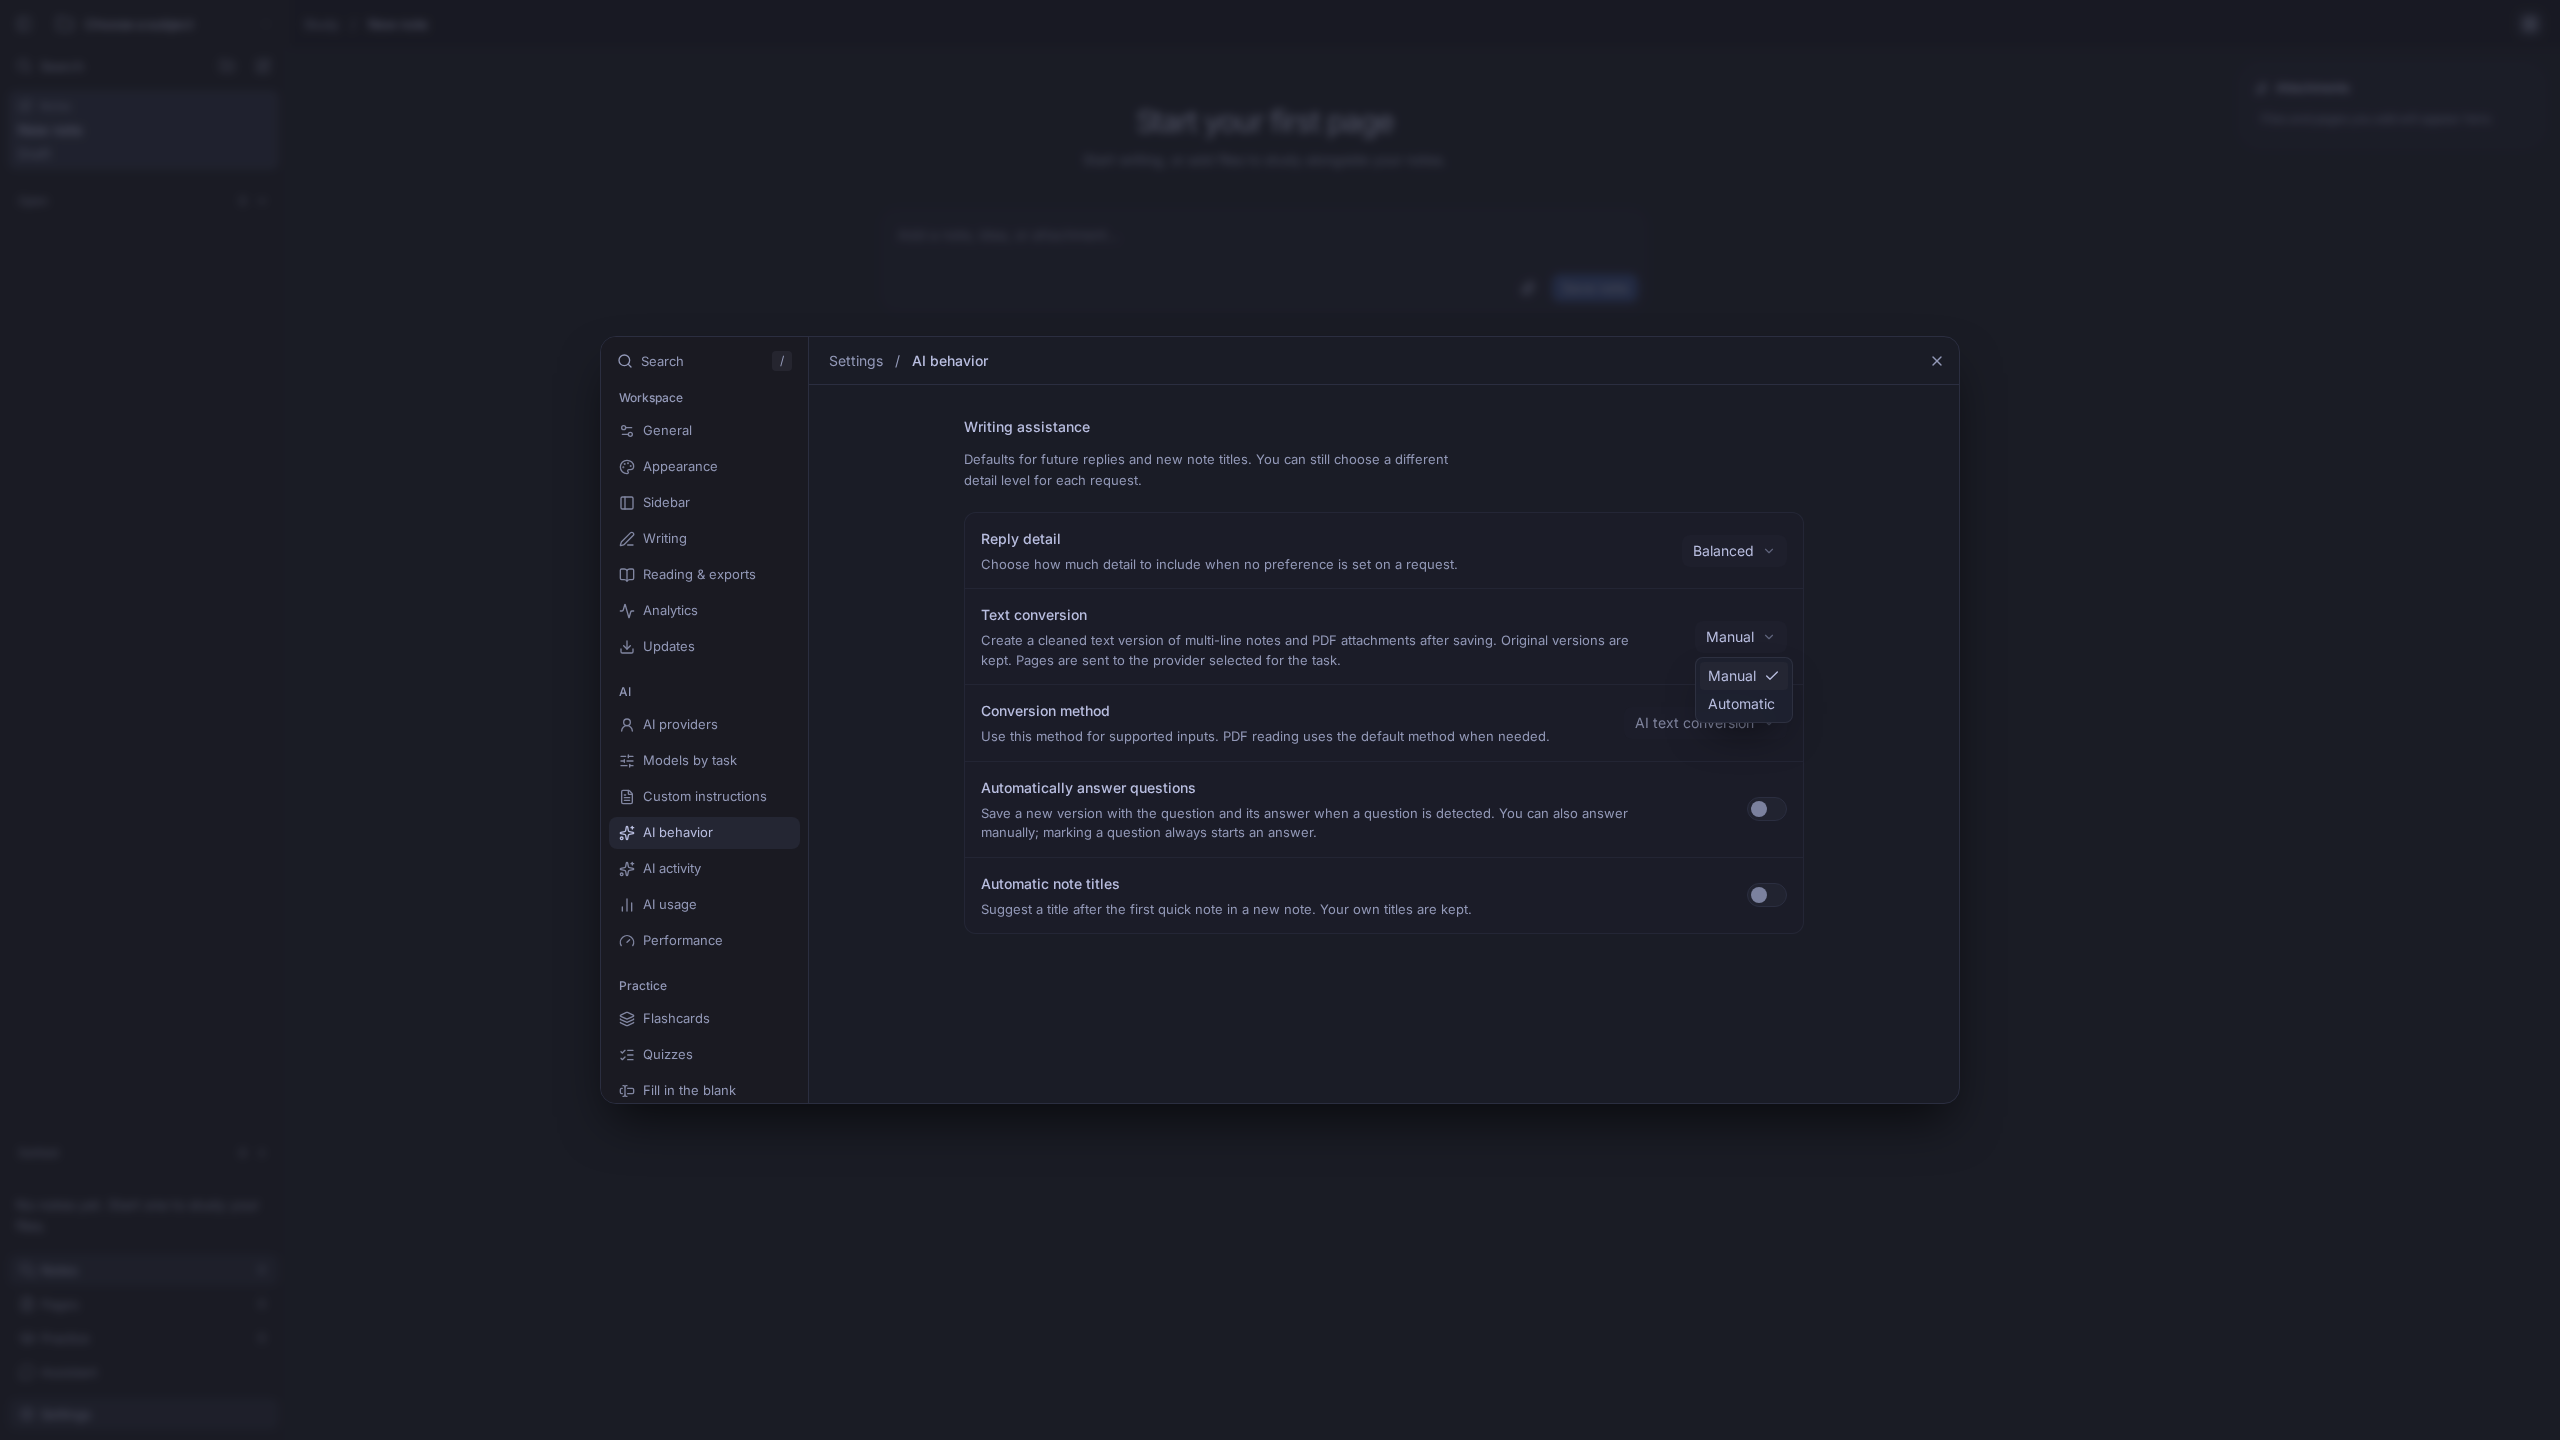 Start your first page
Search /
Settings / AI behavior
Workspace
General
Appearance
Sidebar
Writing
Reading & exports
Analytics
Updates
AI
AI providers
Models by task
Custom instructions
AI behavior
AI activity
AI usage
Performance
Practice
Flashcards
Quizzes
Fill in the blank
Writing assistance
Defaults for future replies and new note titles. You can still choose a different
detail level for each request.
Reply detail
Choose how much detail to include when no preference is set on a request.
Balanced
Text conversion
Create a cleaned text version of multi-line notes and PDF attachments after saving. Original versions are
kept. Pages are sent to the provider selected for the task.
Manual
Manual
Automatic
Conversion method
Use this method for supported inputs. PDF reading uses the default method when needed.
AI text conversion
Automatically answer questions
Save a new version with the question and its answer when a question is detected. You can also answer
manually; marking a question always starts an answer.
Automatic note titles
Suggest a title after the first quick note in a new note. Your own titles are kept.